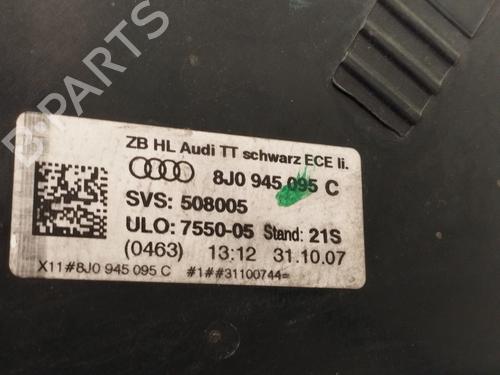 B-PARTS
ZB HL Audi TT schwarz ECE li.
8J0 945 095 C
SVS: 508005
ULO: 7550-05 Stand: 21S
(0463) 13:12 31.10.07
X11#8J0 945 095 C #1##31100744=